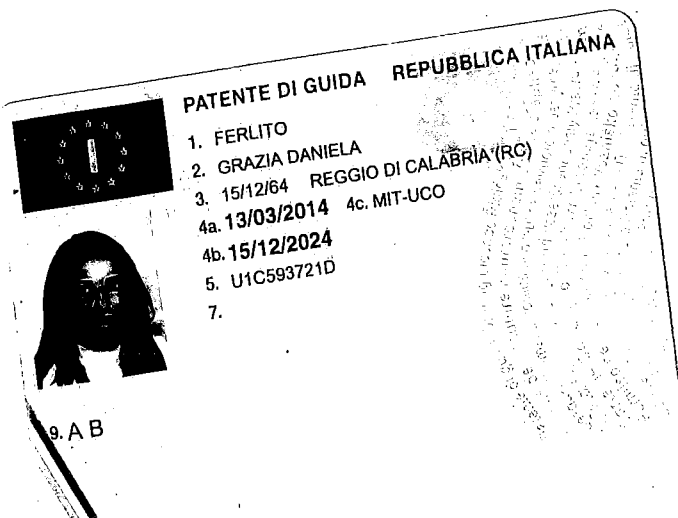 PATENTE DI GUIDA REPUBBLICA ITALIANA
1. FERLITO
2. GRAZIA DANIELA
3. 15/12/64 REGGIO DI CALABRIA (RC)
4a. 13/03/2014 4c. MIT-UCO
4b. 15/12/2024
5. U1C593721D
7.
9. A B